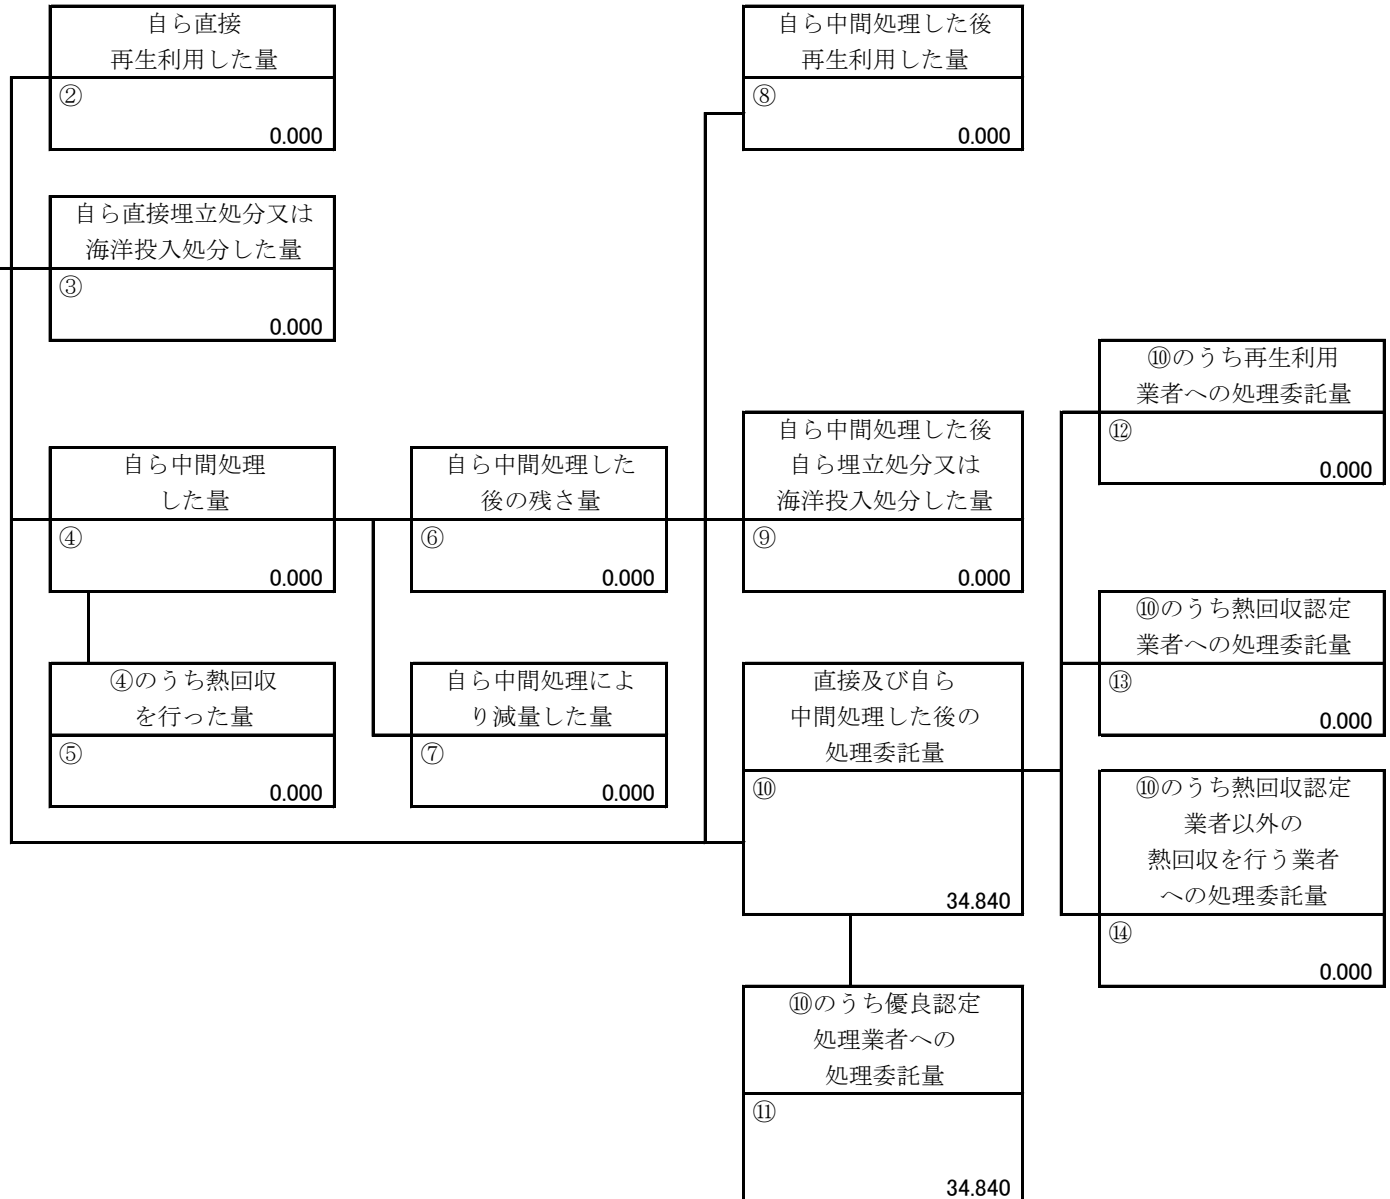 自ら直接
再生利用した量
②
0.000
自ら中間処理した後
再生利用した量
⑧
0.000
自ら直接埋立処分又は
海洋投入処分した量
③
0.000
⑩のうち再生利用
業者への処理委託量
⑫
0.000
自ら中間処理
した量
④
0.000
自ら中間処理した
後の残さ量
⑥
0.000
自ら中間処理した後
自ら埋立処分又は
海洋投入処分した量
⑨
0.000
⑩のうち熱回収認定
業者への処理委託量
⑬
0.000
④のうち熱回収
を行った量
⑤
0.000
自ら中間処理によ
り減量した量
⑦
0.000
直接及び自ら
中間処理した後の
処理委託量
⑩
34.840
⑩のうち熱回収認定
業者以外の
熱回収を行う業者
への処理委託量
⑭
0.000
⑩のうち優良認定
処理業者への
処理委託量
⑪
34.840